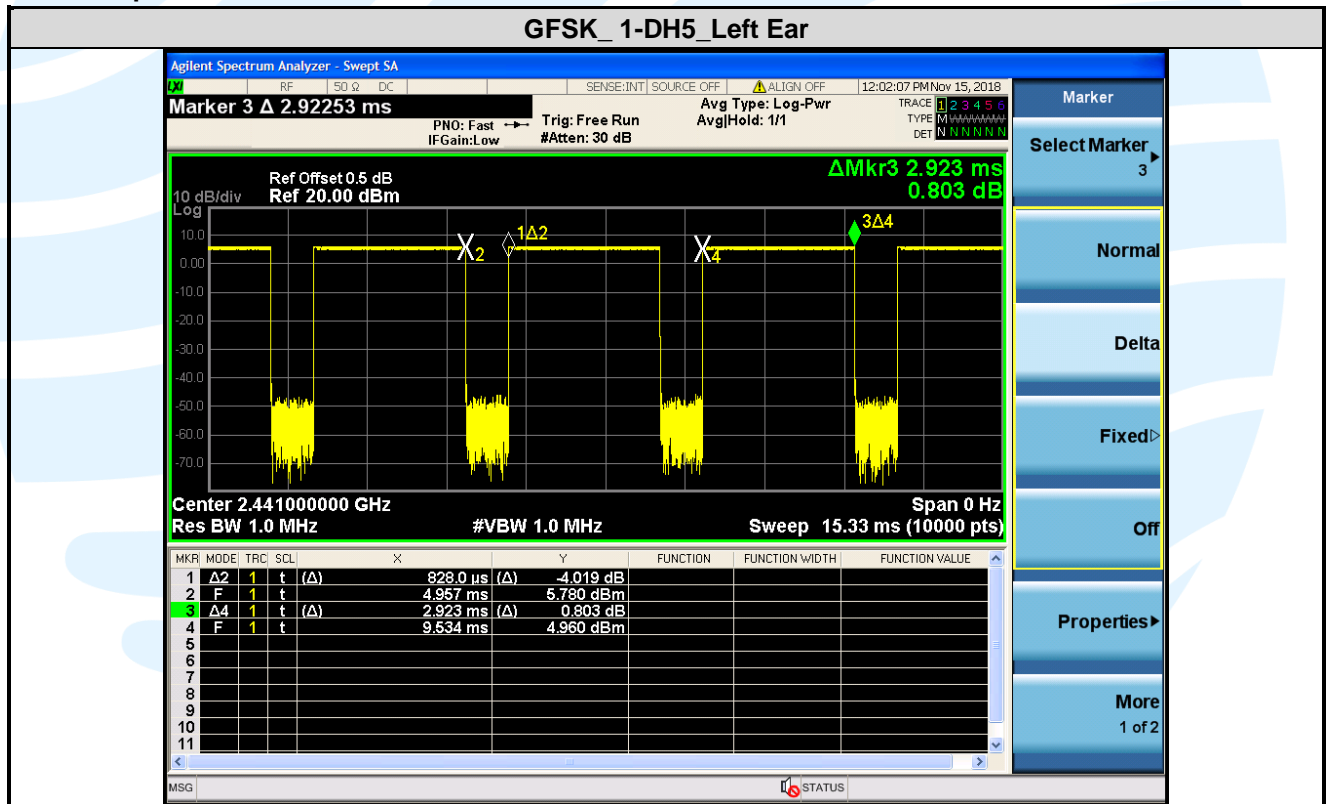 GFSK_ 1-DH5_Left Ear
Agilent Spectrum Analyzer - Swept SA
LXI RF 50 Ω DC SENSE:INT SOURCE OFF ALIGN OFF 12:02:07 PM Nov 15, 2018
Marker 3 Δ 2.92253 ms
PNO: Fast
IFGain:Low
Trig: Free Run
#Atten: 30 dB
Avg Type: Log-Pwr
Avg|Hold: 1/1
TRACE 1 2 3 4 5 6
TYPE M WWWWW
DET N N N N N N
ΔMkr3 2.923 ms
0.803 dB
Ref Offset 0.5 dB
10 dB/div Ref 20.00 dBm
Log
10.0
0.00
-10.0
-20.0
-30.0
-40.0
-50.0
-60.0
-70.0
2
1Δ2
4
3Δ4
Center 2.441000000 GHz Span 0 Hz
Res BW 1.0 MHz #VBW 1.0 MHz Sweep 15.33 ms (10000 pts)
MKR MODE TRC SCL X Y FUNCTION FUNCTION WIDTH FUNCTION VALUE
1 Δ2 1 t (Δ) 828.0 µs (Δ) -4.019 dB
2 F 1 t 4.957 ms 5.780 dBm
3 Δ4 1 t (Δ) 2.923 ms (Δ) 0.803 dB
4 F 1 t 9.534 ms 4.960 dBm
5
6
7
8
9
10
11
MSG STATUS
Marker
Select Marker
3
Normal
Delta
Fixed
Off
Properties
More
1 of 2